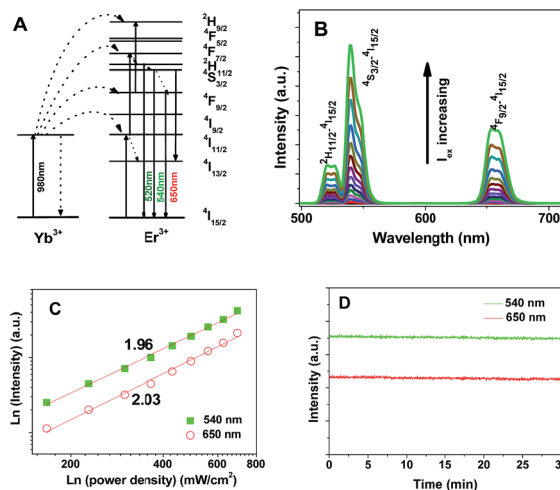 A
²H₉/₂
⁴F₅/₂
⁴F₇/₂
²H₁₁/₂
⁴S₃/₂
⁴F₉/₂
⁴I₉/₂
⁴I₁₁/₂
⁴I₁₃/₂
⁴I₁₅/₂
980nm
520nm
540nm
650nm
Yb³⁺
Er³⁺
B
Intensity (a.u.)
²H₁₁/₂-⁴I₁₅/₂
⁴S₃/₂-⁴I₁₅/₂
Iₑₓ increasing
⁴F₉/₂-⁴I₁₅/₂
500
600
700
Wavelength (nm)
C
Ln (Intensity) (a.u.)
1.96
2.03
540 nm
650 nm
200
400
600
800
Ln (power density) (mW/cm²)
D
Intensity (a.u.)
540 nm
650 nm
0
5
10
15
20
25
30
Time (min)